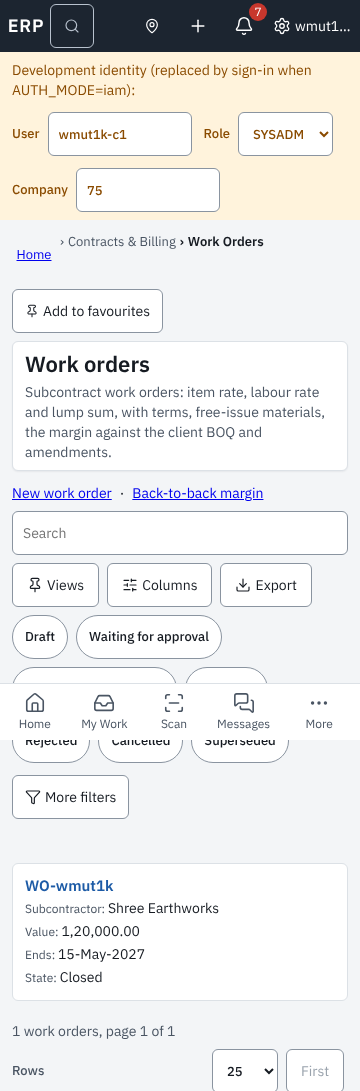 ERP
7
wmut1...
Development identity (replaced by sign-in when
AUTH_MODE=iam):
User wmut1k-c1 Role SYSADM
Company 75
Home › Contracts & Billing › Work Orders
Add to favourites
Work orders
Subcontract work orders: item rate, labour rate
and lump sum, with terms, free-issue materials,
the margin against the client BOQ and
amendments.
New work order · Back-to-back margin
Search
Views Columns Export
Draft Waiting for approval
Home My Work Scan Messages More
Rejected Cancelled Superseded
More filters
WO-wmut1k
Subcontractor: Shree Earthworks
Value: 1,20,000.00
Ends: 15-May-2027
State: Closed
1 work orders, page 1 of 1
Rows 25 First